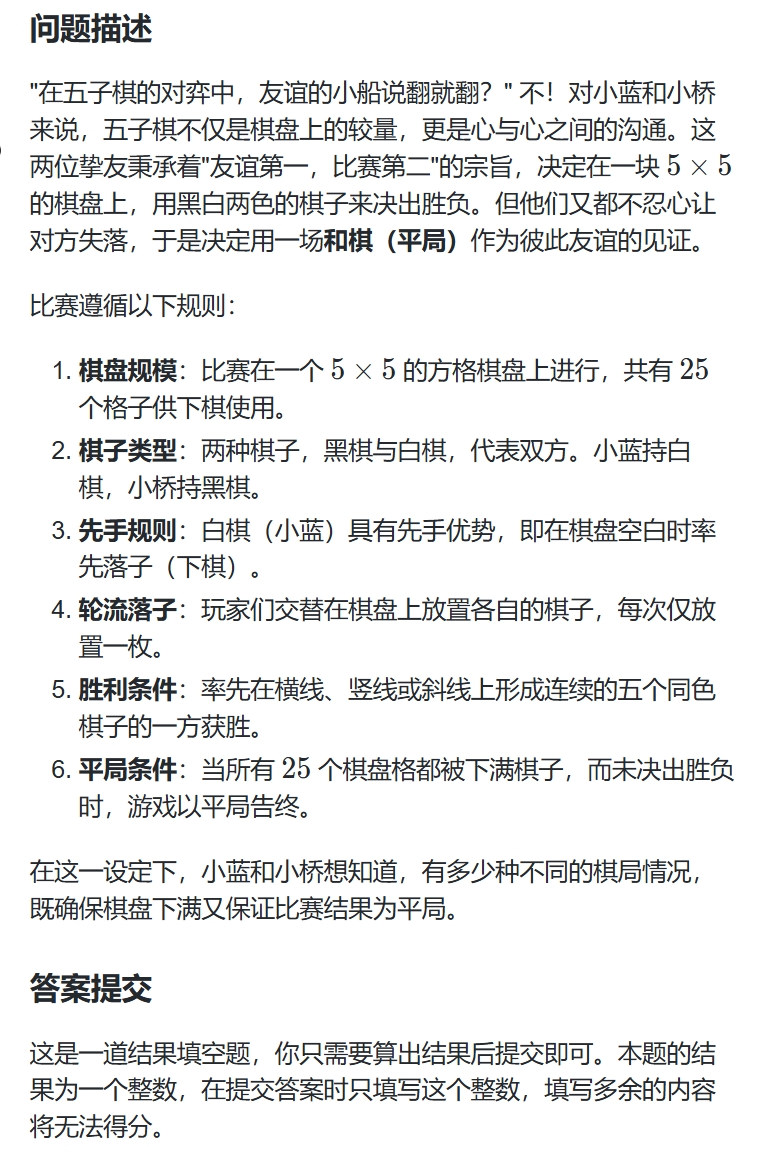 问题描述
"在五子棋的对弈中，友谊的小船说翻就翻？" 不！对小蓝和小桥
来说，五子棋不仅是棋盘上的较量，更是心与心之间的沟通。这
两位挚友秉承着"友谊第一，比赛第二"的宗旨，决定在一块 5 × 5
的棋盘上，用黑白两色的棋子来决出胜负。但他们又都不忍心让
对方失落，于是决定用一场和棋（平局）作为彼此友谊的见证。
比赛遵循以下规则：
1. 棋盘规模：比赛在一个 5 × 5 的方格棋盘上进行，共有 25
个格子供下棋使用。
2. 棋子类型：两种棋子，黑棋与白棋，代表双方。小蓝持白
棋，小桥持黑棋。
3. 先手规则：白棋（小蓝）具有先手优势，即在棋盘空白时率
先落子（下棋）。
4. 轮流落子：玩家们交替在棋盘上放置各自的棋子，每次仅放
置一枚。
5. 胜利条件：率先在横线、竖线或斜线上形成连续的五个同色
棋子的一方获胜。
6. 平局条件：当所有 25 个棋盘格都被下满棋子，而未决出胜负
时，游戏以平局告终。
在这一设定下，小蓝和小桥想知道，有多少种不同的棋局情况，
既确保棋盘下满又保证比赛结果为平局。
答案提交
这是一道结果填空题，你只需要算出结果后提交即可。本题的结
果为一个整数，在提交答案时只填写这个整数，填写多余的内容
将无法得分。